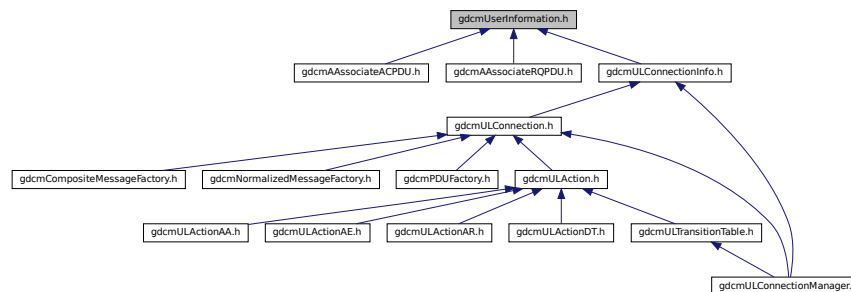 gdcmUserInformation.h
gdcmAAssociateACPDU.h
gdcmAAssociateRQPDU.h
gdcmULConnectionInfo.h
gdcmULConnection.h
gdcmCompositeMessageFactory.h
gdcmNormalizedMessageFactory.h
gdcmPDUFactory.h
gdcmULAction.h
gdcmULActionAA.h
gdcmULActionAE.h
gdcmULActionAR.h
gdcmULActionDT.h
gdcmULTransitionTable.h
gdcmULConnectionManager.